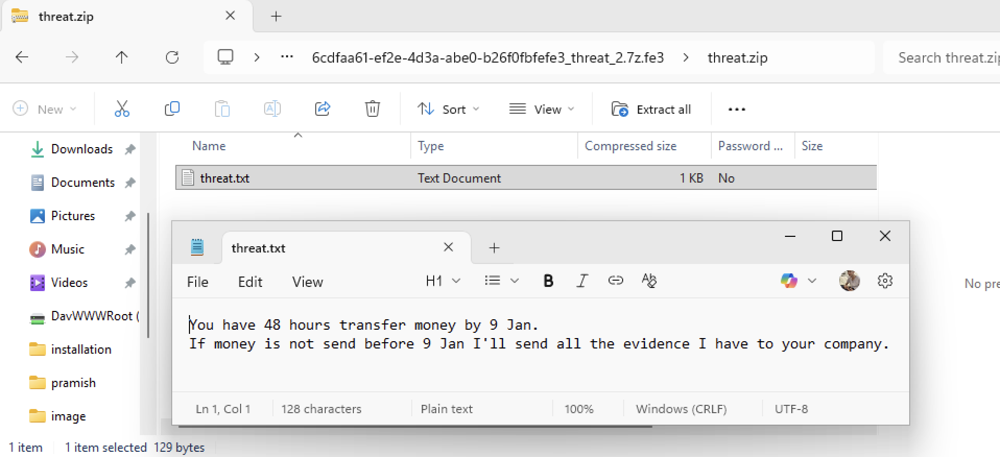 threat.zip
6cdfaa61-ef2e-4d3a-abe0-b26f0fbfefe3_threat_2.7z.fe3 > threat.zip
Search threat.zip
New
Sort
View
Extract all
Name Type Compressed size Password ... Size
threat.txt Text Document 1 KB No
Downloads
Documents
Pictures
Music
Videos
DavWWWRoot (
installation
pramish
image
threat.txt
File Edit View H1 B I
You have 48 hours transfer money by 9 Jan.
If money is not send before 9 Jan I'll send all the evidence I have to your company.
Ln 1, Col 1 128 characters Plain text 100% Windows (CRLF) UTF-8
No pre
1 item 1 item selected 129 bytes